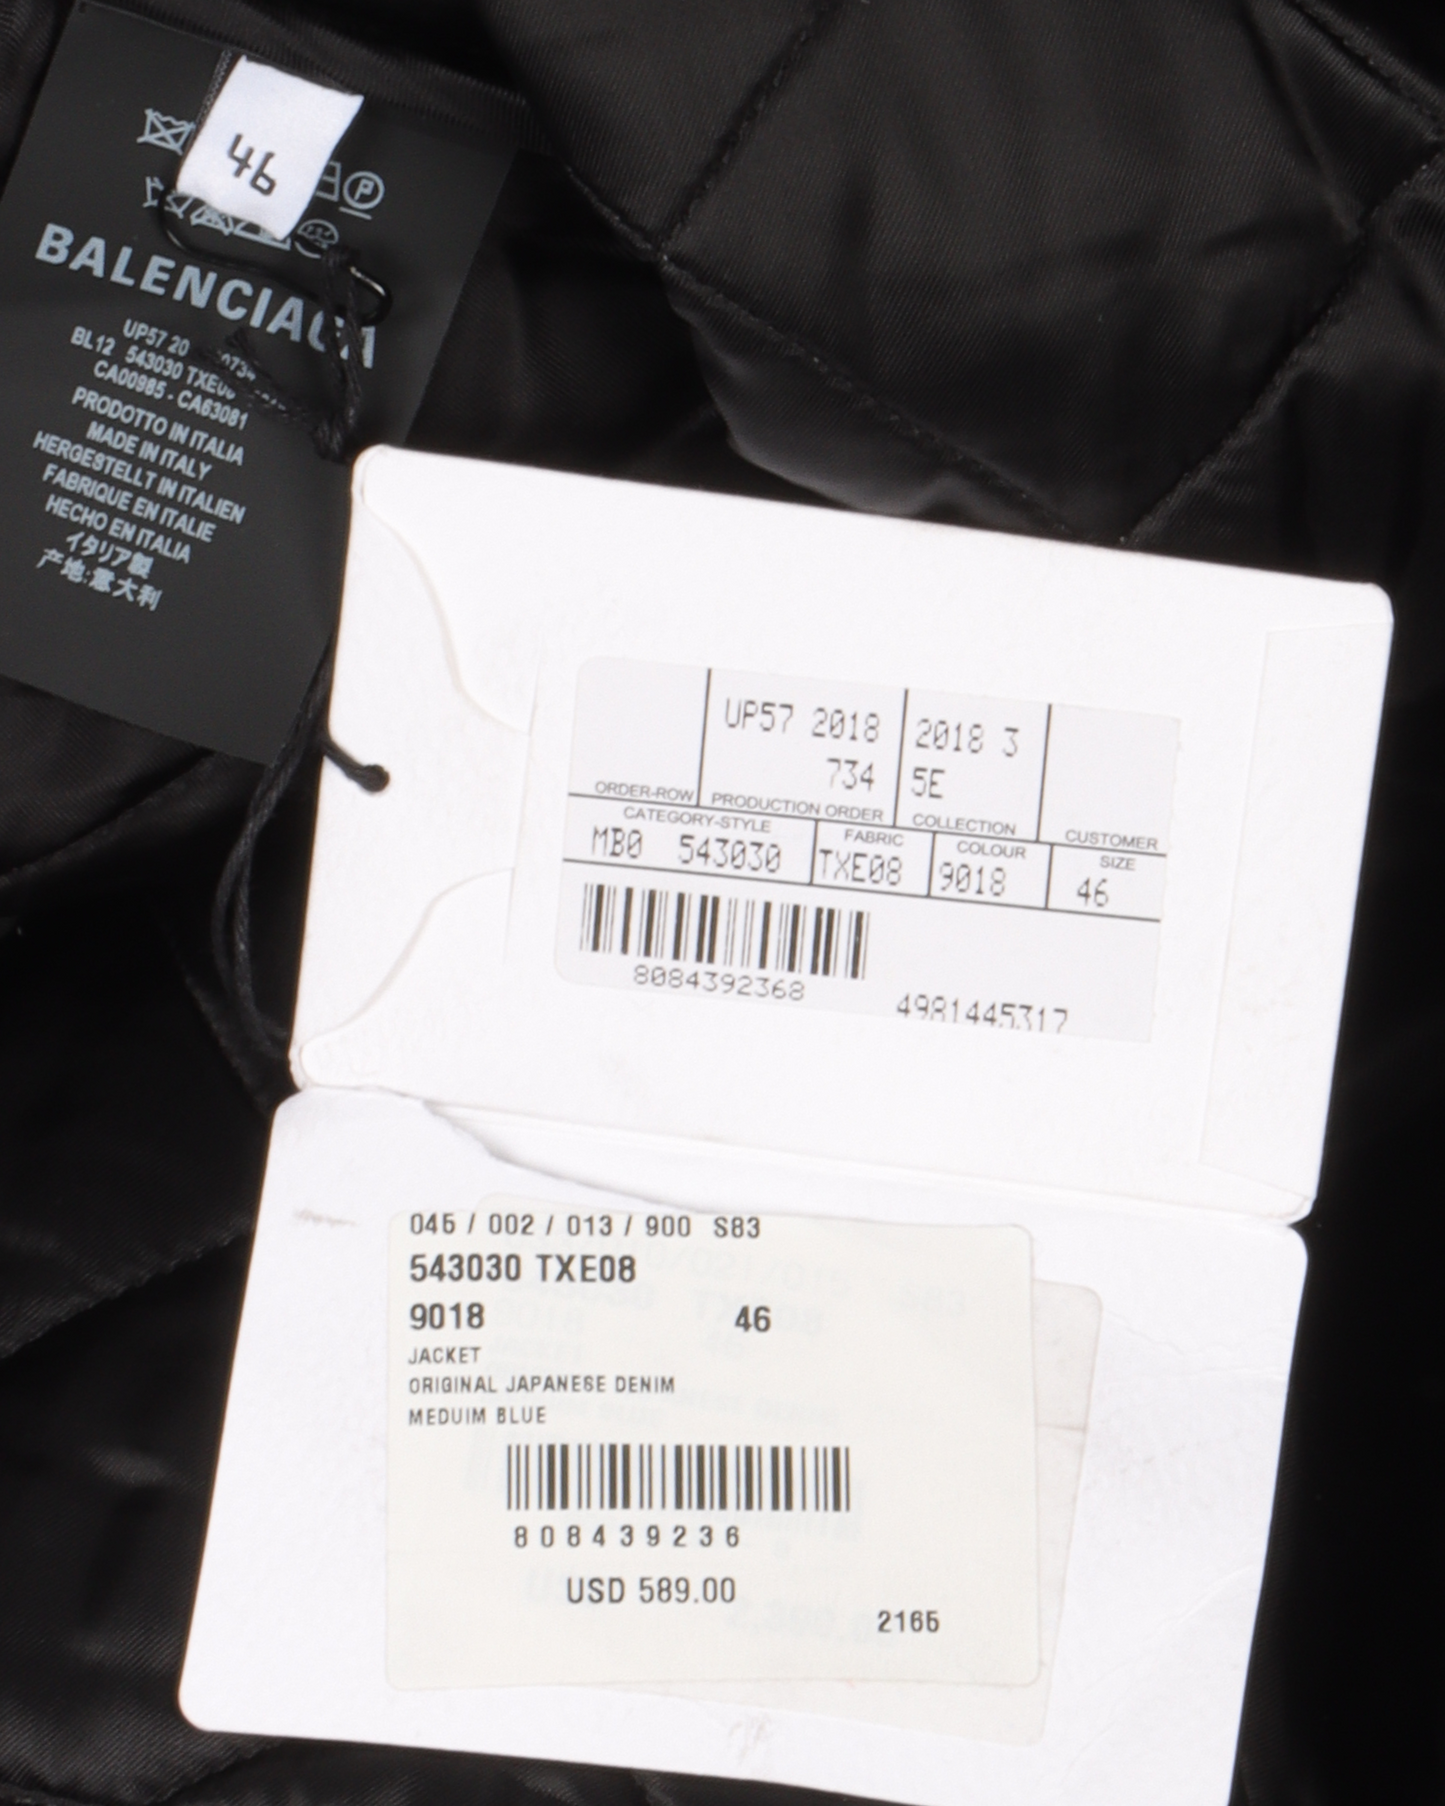 46
BALENCIAGA
UP57 20
BL12 543030 TXE08
CA00985 - CA63081
PRODOTTO IN ITALIA
MADE IN ITALY
HERGESTELLT IN ITALIEN
FABRIQUE EN ITALIE
HECHO EN ITALIA
イタリア製
产地:意大利
UP57 2018 2018 3
734 5E
ORDER-ROW PRODUCTION ORDER COLLECTION CUSTOMER
CATEGORY-STYLE FABRIC COLOUR SIZE
MB0 543030 TXE08 9018 46
8084392368
4981445317
045 / 002 / 013 / 900 S83
543030 TXE08
9018 46
JACKET
ORIGINAL JAPANESE DENIM
MEDUIM BLUE
808439236
USD 589.00
2165